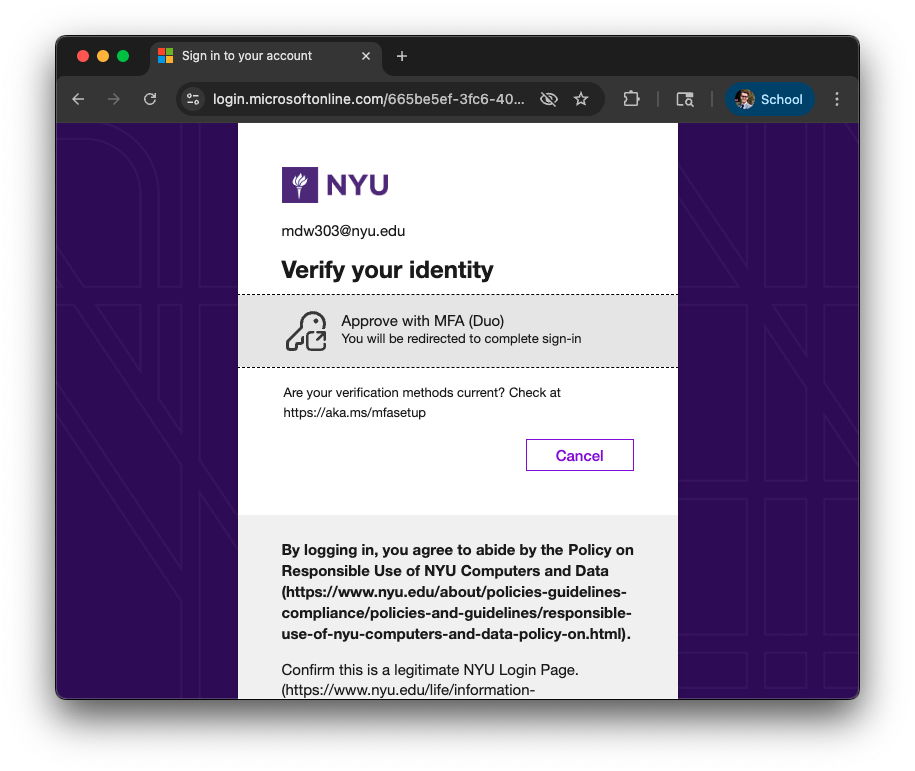 Sign in to your account
login.microsoftonline.com/665be5ef-3fc6-40...
School
NYU
mdw303@nyu.edu
Verify your identity
Approve with MFA (Duo)
You will be redirected to complete sign-in
Are your verification methods current? Check at
https://aka.ms/mfasetup
Cancel
By logging in, you agree to abide by the Policy on
Responsible Use of NYU Computers and Data
(https://www.nyu.edu/about/policies-guidelines-
compliance/policies-and-guidelines/responsible-
use-of-nyu-computers-and-data-policy-on.html).
Confirm this is a legitimate NYU Login Page.
(https://www.nyu.edu/life/information-